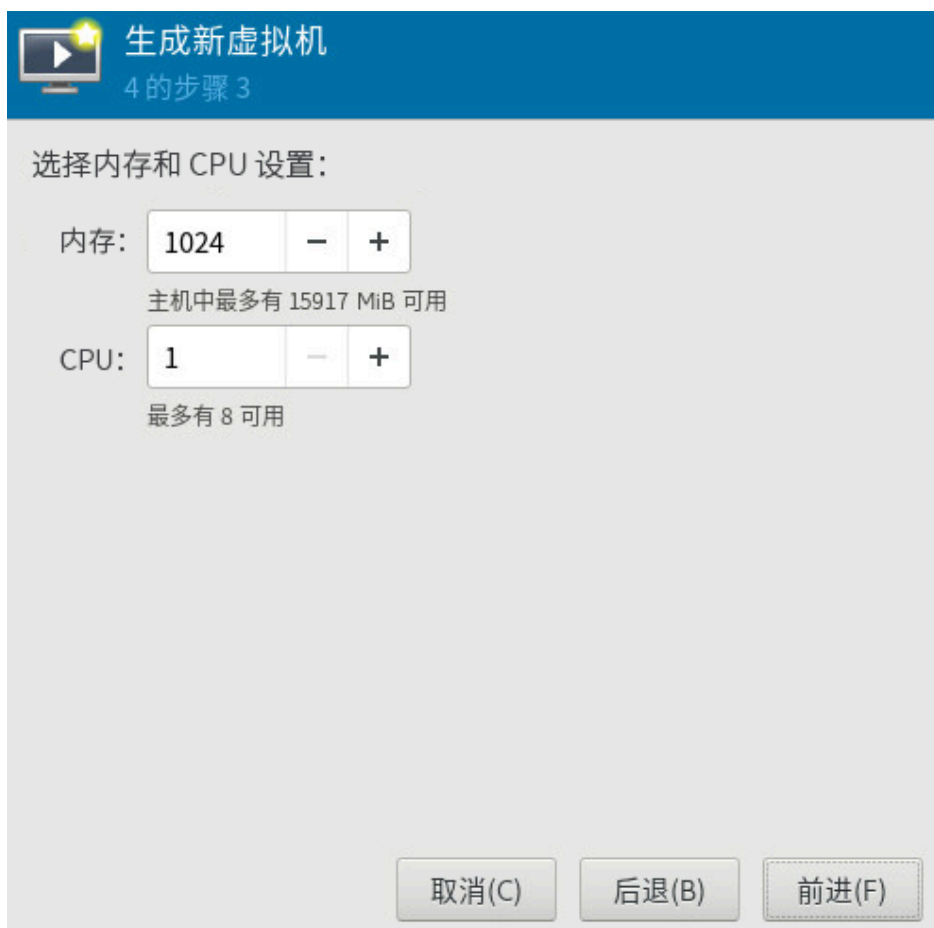 生成新虚拟机
4 的步骤 3
选择内存和 CPU 设置：
内存： 1024 − +
主机中最多有 15917 MiB 可用
CPU： 1 − +
最多有 8 可用
取消(C) 后退(B) 前进(F)